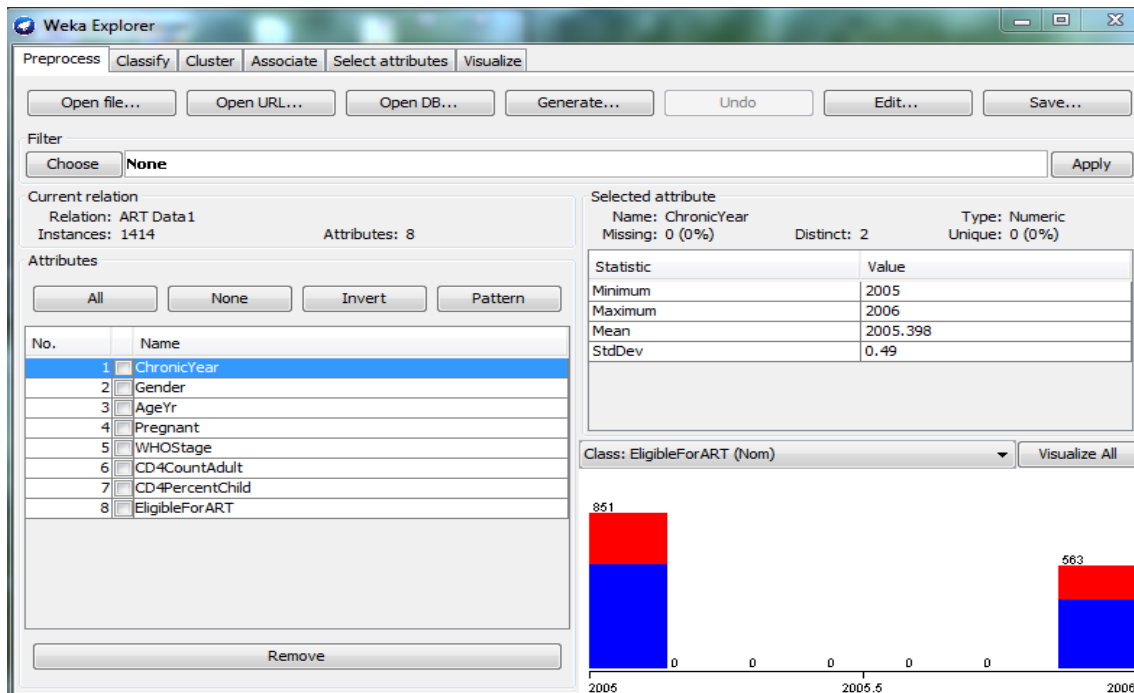 Weka Explorer
Preprocess Classify Cluster Associate Select attributes Visualize
Open file... Open URL... Open DB... Generate... Undo Edit... Save...
Filter
Choose None Apply
Current relation
Relation: ART Data1
Instances: 1414 Attributes: 8
Attributes
All None Invert Pattern
No. Name
1 ChronicYear
2 Gender
3 AgeYr
4 Pregnant
5 WHOStage
6 CD4CountAdult
7 CD4PercentChild
8 EligibleForART
Remove
Selected attribute
Name: ChronicYear Type: Numeric
Missing: 0 (0%) Distinct: 2 Unique: 0 (0%)
Statistic Value
Minimum 2005
Maximum 2006
Mean 2005.398
StdDev 0.49
Class: EligibleForART (Nom) Visualize All
851
563
0 0 0 0 0
2005 2005.5 2006